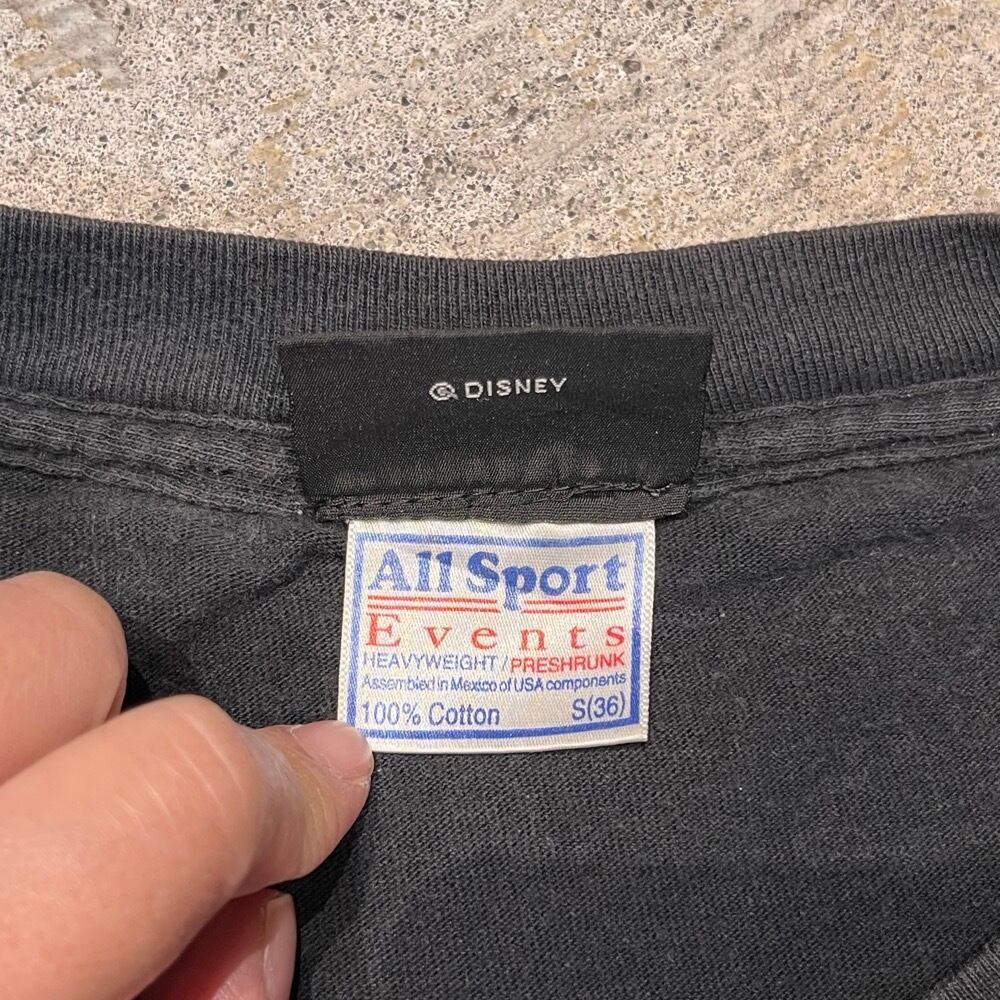 © DISNEY
All Sport
Events
HEAVYWEIGHT / PRESHRUNK
Assembled in Mexico of USA components
100% Cotton S(36)